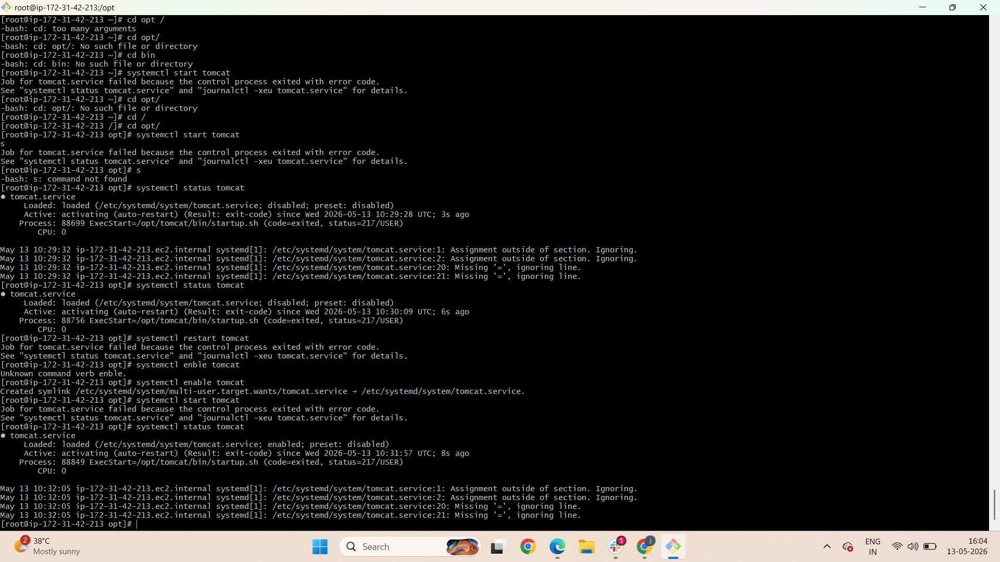 root@ip-172-31-42-213:/opt
[root@ip-172-31-42-213 ~]# cd opt /
-bash: cd: too many arguments
[root@ip-172-31-42-213 ~]# cd opt/
-bash: cd: opt/: No such file or directory
[root@ip-172-31-42-213 ~]# cd bin
-bash: cd: bin: No such file or directory
[root@ip-172-31-42-213 ~]# systemctl start tomcat
Job for tomcat.service failed because the control process exited with error code.
See "systemctl status tomcat.service" and "journalctl -xeu tomcat.service" for details.
[root@ip-172-31-42-213 ~]# cd opt/
-bash: cd: opt/: No such file or directory
[root@ip-172-31-42-213 ~]# cd /
[root@ip-172-31-42-213 /]# cd opt/
[root@ip-172-31-42-213 opt]# systemctl start tomcat
s
Job for tomcat.service failed because the control process exited with error code.
See "systemctl status tomcat.service" and "journalctl -xeu tomcat.service" for details.
[root@ip-172-31-42-213 opt]# s
-bash: s: command not found
[root@ip-172-31-42-213 opt]# systemctl status tomcat
● tomcat.service
     Loaded: loaded (/etc/systemd/system/tomcat.service; disabled; preset: disabled)
     Active: activating (auto-restart) (Result: exit-code) since Wed 2026-05-13 10:29:28 UTC; 3s ago
    Process: 88699 ExecStart=/opt/tomcat/bin/startup.sh (code=exited, status=217/USER)
        CPU: 0
May 13 10:29:32 ip-172-31-42-213.ec2.internal systemd[1]: /etc/systemd/system/tomcat.service:1: Assignment outside of section. Ignoring.
May 13 10:29:32 ip-172-31-42-213.ec2.internal systemd[1]: /etc/systemd/system/tomcat.service:2: Assignment outside of section. Ignoring.
May 13 10:29:32 ip-172-31-42-213.ec2.internal systemd[1]: /etc/systemd/system/tomcat.service:20: Missing '=', ignoring line.
May 13 10:29:32 ip-172-31-42-213.ec2.internal systemd[1]: /etc/systemd/system/tomcat.service:21: Missing '=', ignoring line.
[root@ip-172-31-42-213 opt]# systemctl status tomcat
● tomcat.service
     Loaded: loaded (/etc/systemd/system/tomcat.service; disabled; preset: disabled)
     Active: activating (auto-restart) (Result: exit-code) since Wed 2026-05-13 10:30:09 UTC; 6s ago
    Process: 88756 ExecStart=/opt/tomcat/bin/startup.sh (code=exited, status=217/USER)
        CPU: 0
[root@ip-172-31-42-213 opt]# systemctl restart tomcat
Job for tomcat.service failed because the control process exited with error code.
See "systemctl status tomcat.service" and "journalctl -xeu tomcat.service" for details.
[root@ip-172-31-42-213 opt]# systemctl enble tomcat
Unknown command verb enble.
[root@ip-172-31-42-213 opt]# systemctl enable tomcat
Created symlink /etc/systemd/system/multi-user.target.wants/tomcat.service → /etc/systemd/system/tomcat.service.
[root@ip-172-31-42-213 opt]# systemctl start tomcat
Job for tomcat.service failed because the control process exited with error code.
See "systemctl status tomcat.service" and "journalctl -xeu tomcat.service" for details.
[root@ip-172-31-42-213 opt]# systemctl status tomcat
● tomcat.service
     Loaded: loaded (/etc/systemd/system/tomcat.service; enabled; preset: disabled)
     Active: activating (auto-restart) (Result: exit-code) since Wed 2026-05-13 10:31:57 UTC; 8s ago
    Process: 88849 ExecStart=/opt/tomcat/bin/startup.sh (code=exited, status=217/USER)
        CPU: 0
May 13 10:32:05 ip-172-31-42-213.ec2.internal systemd[1]: /etc/systemd/system/tomcat.service:1: Assignment outside of section. Ignoring.
May 13 10:32:05 ip-172-31-42-213.ec2.internal systemd[1]: /etc/systemd/system/tomcat.service:2: Assignment outside of section. Ignoring.
May 13 10:32:05 ip-172-31-42-213.ec2.internal systemd[1]: /etc/systemd/system/tomcat.service:20: Missing '=', ignoring line.
May 13 10:32:05 ip-172-31-42-213.ec2.internal systemd[1]: /etc/systemd/system/tomcat.service:21: Missing '=', ignoring line.
[root@ip-172-31-42-213 opt]#
2
38°C
Mostly sunny
Search
1
j
ENG
IN
16:04
13-05-2026